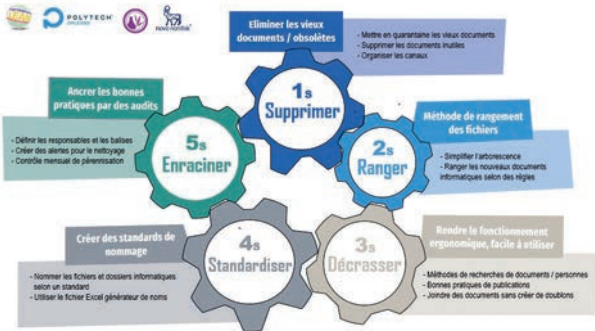 POLYTECH
ORLÉANS
novo nordisk
Eliminer les vieux
documents / obsolètes
- Mettre en quarantaine les vieux documents
- Supprimer les documents inutiles
- Organiser les canaux
1s
Supprimer
Ancrer les bonnes
pratiques par des audits
- Définir les responsables et les balises
- Créer des alertes pour le nettoyage
- Contrôle mensuel de pérennisation
5s
Enraciner
Méthode de rangement
des fichiers
- Simplifier l'arborescence
- Ranger les nouveaux documents
informatiques selon des règles
2s
Ranger
Créer des standards de
nommage
- Nommer les fichiers et dossiers informatiques
selon un standard
- Utiliser le fichier Excel générateur de noms
4s
Standardiser
3s
Décrasser
Rendre le fonctionnement
ergonomique, facile à utiliser
- Méthodes de recherches de documents / personnes
- Bonnes pratiques de publications
- Joindre des documents sans créer de doublons